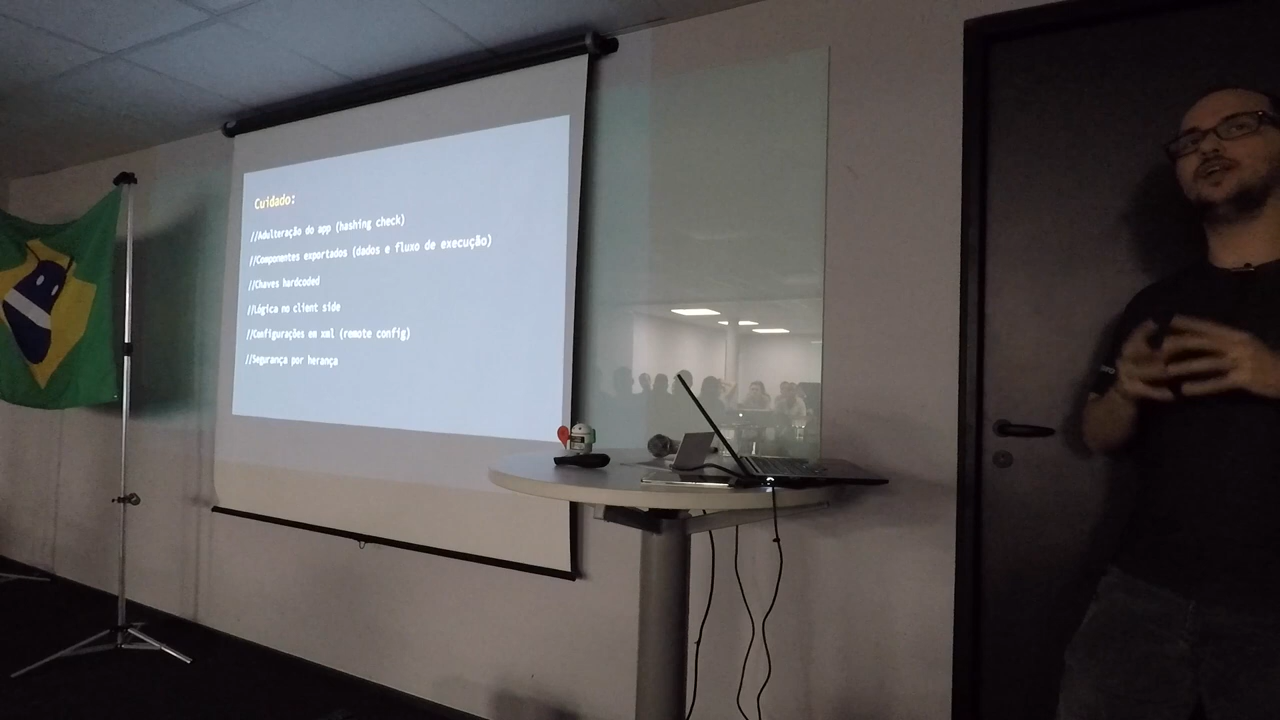 Cuidado:
//Adulteração do app (hashing check)
//Componentes exportados (dados e fluxo de execução)
//Chaves hardcoded
//Lógica no client side
//Configurações em xml (remote config)
//Segurança por herança